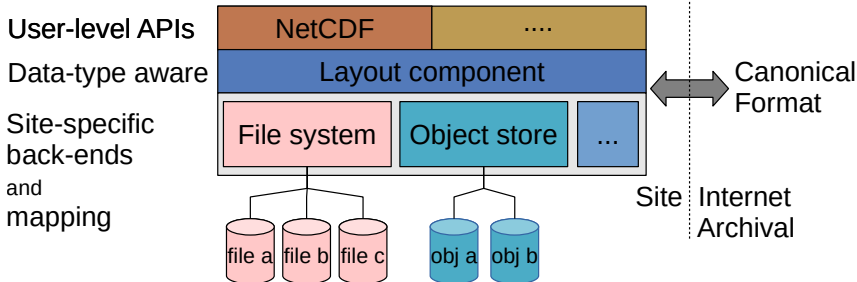 User-level APIs
NetCDF
....
Data-type aware
Layout component
Canonical
Format
Site-specific
back-ends
and
mapping
File system
Object store
...
Site
Internet
Archival
file a
file b
file c
obj a
obj b